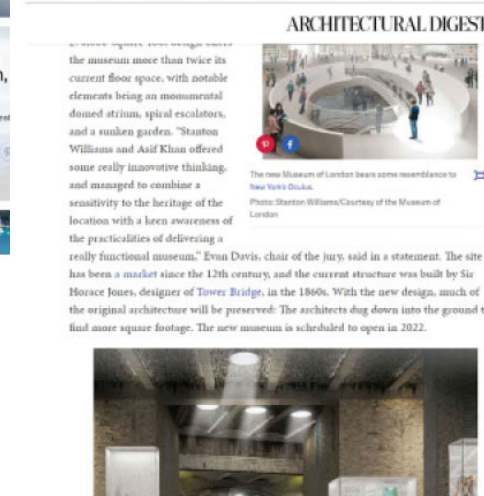 ARCHITECTURAL DIGEST
the museum more than twice its
current floor space, with notable
elements being an monumental
domed atrium, spiral escalators,
and a sunken garden. "Stanton
Williams and Asif Khan offered
some really innovative thinking,
and managed to combine a
sensitivity to the heritage of the
location with a keen awareness of
the practicalities of delivering a
The new Museum of London bears some resemblance to
New York's Oculus.
Photo: Stanton Williams/Courtesy of the Museum of
London
really functional museum," Evan Davis, chair of the jury, said in a statement. The site
has been a market since the 12th century, and the current structure was built by Sir
Horace Jones, designer of Tower Bridge, in the 1860s. With the new design, much of
the original architecture will be preserved: The architects dug down into the ground t
find more square footage. The new museum is scheduled to open in 2022.